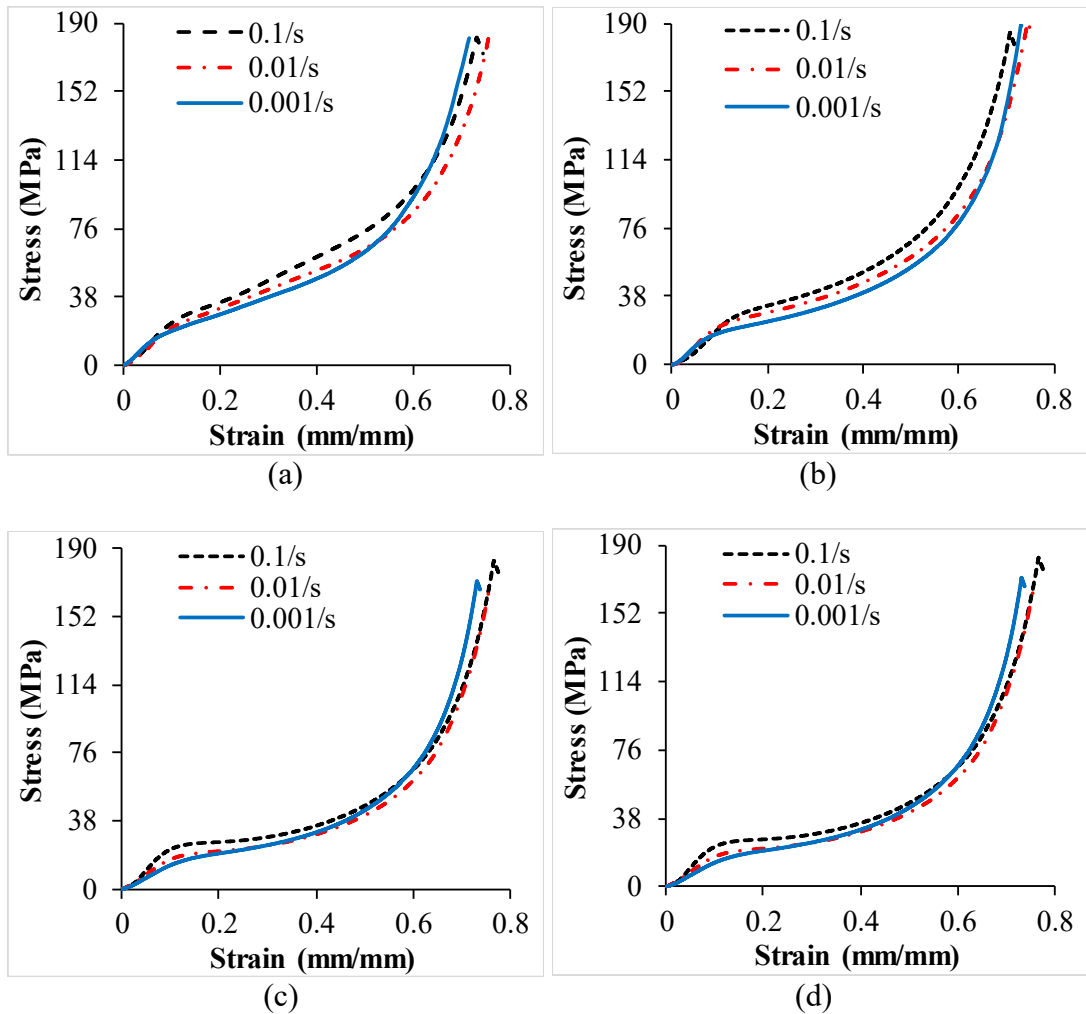 190
152
114
76
38
0
Stress (MPa)
0.1/s
0.01/s
0.001/s
0 0.2 0.4 0.6 0.8
Strain (mm/mm)
(a)
190
152
114
76
38
0
Stress (MPa)
0.1/s
0.01/s
0.001/s
0 0.2 0.4 0.6 0.8
Strain (mm/mm)
(b)
190
152
114
76
38
0
Stress (MPa)
0.1/s
0.01/s
0.001/s
0 0.2 0.4 0.6 0.8
Strain (mm/mm)
(c)
190
152
114
76
38
0
Stress (MPa)
0.1/s
0.01/s
0.001/s
0 0.2 0.4 0.6 0.8
Strain (mm/mm)
(d)